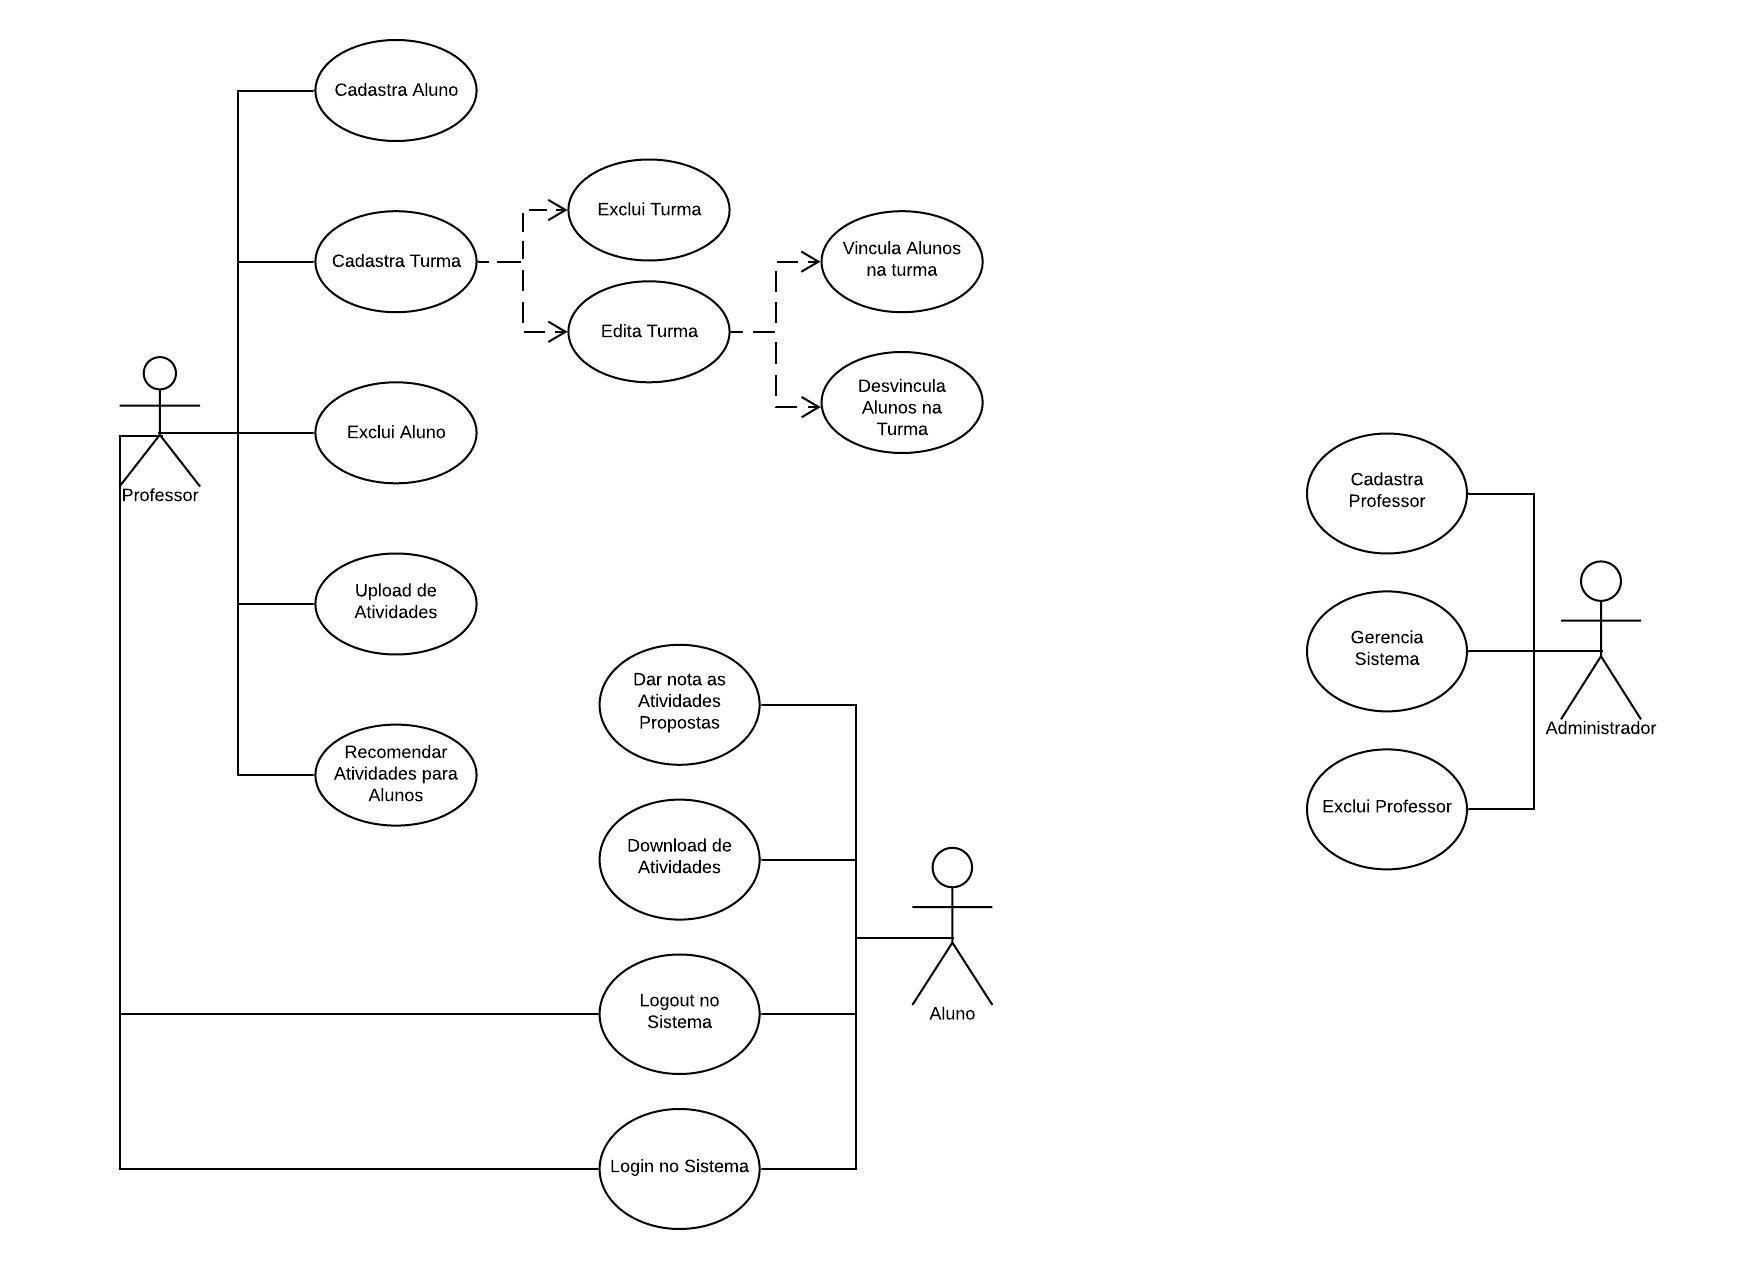 Cadastra Aluno
Exclui Turma
Cadastra Turma
Vincula Alunos
na turma
Edita Turma
Desvincula
Alunos na
Turma
Exclui Aluno
Professor
Cadastra
Professor
Upload de
Atividades
Gerencia
Sistema
Dar nota as
Atividades
Propostas
Administrador
Recomendar
Atividades para
Alunos
Exclui Professor
Download de
Atividades
Logout no
Sistema
Aluno
Login no Sistema